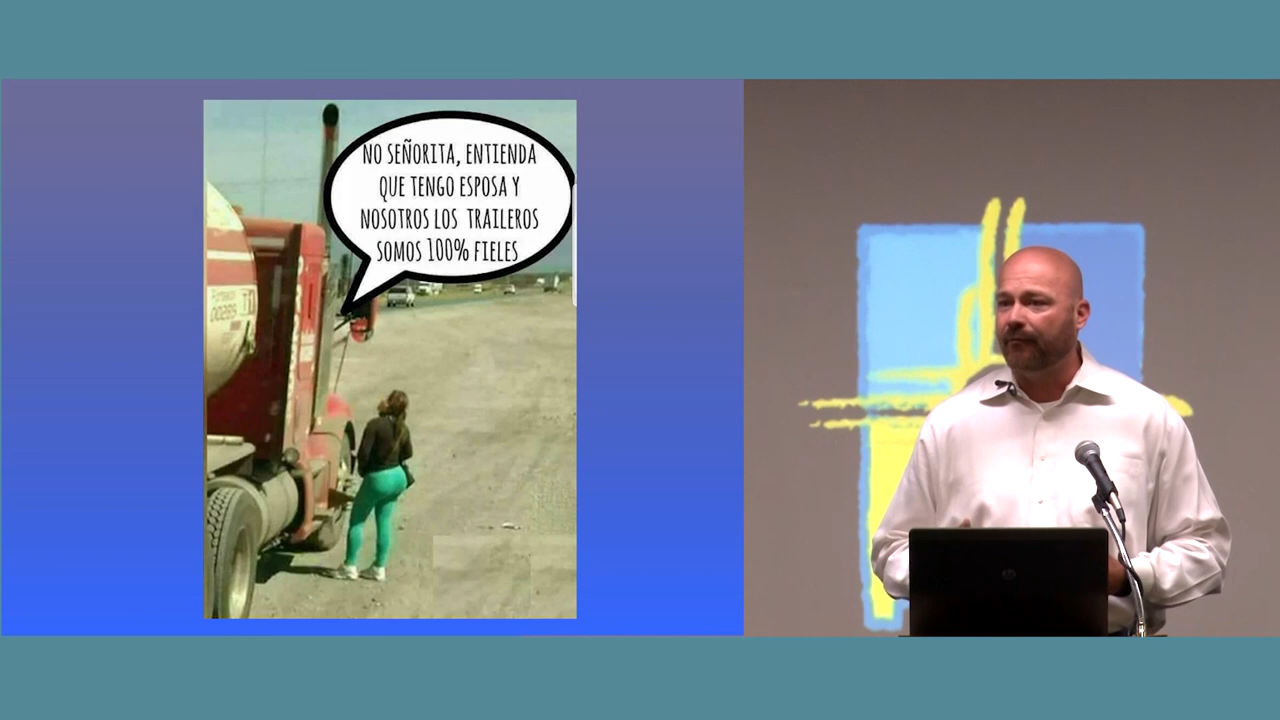 NO SEÑORITA, ENTIENDA
QUE TENGO ESPOSA Y
NOSOTROS LOS TRAILEROS
SOMOS 100% FIELES